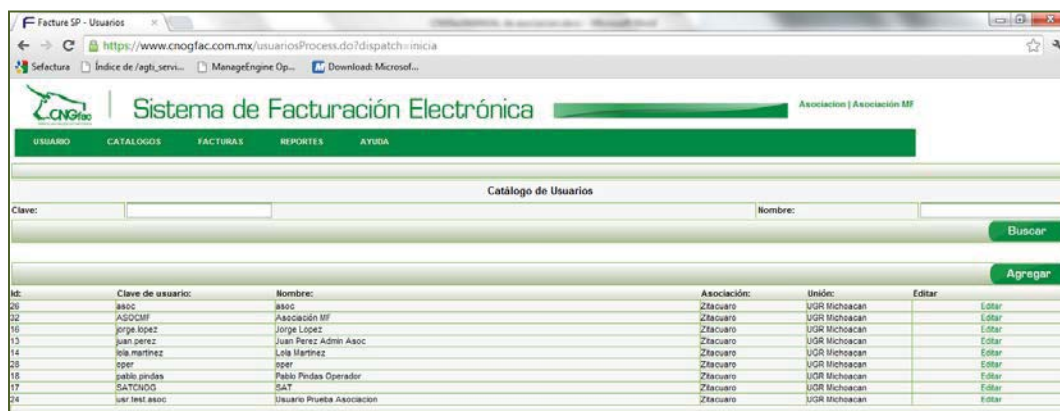 Facture SP - Usuarios
https://www.cnogfac.com.mx/usuariosProcess.do?dispatch=inicia
Sefactura Índice de /agti_servi... ManageEngine Op... Download: Microsof...
CNGfac Sistema de Facturación Electrónica Asociacion | Asociación MF
USUARIO CATALOGOS FACTURAS REPORTES AYUDA
Catálogo de Usuarios
Clave: Nombre:
Buscar
Agregar
Id: Clave de usuario: Nombre: Asociación: Unión: Editar
26 asoc asoc Zitacuaro UGR Michoacan Editar
32 ASOCMF Asociación MF Zitacuaro UGR Michoacan Editar
16 jorge.lopez Jorge Lopez Zitacuaro UGR Michoacan Editar
13 juan.perez Juan Perez Admin Asoc Zitacuaro UGR Michoacan Editar
14 lola.martinez Lola Martinez Zitacuaro UGR Michoacan Editar
28 oper oper Zitacuaro UGR Michoacan Editar
18 pablo.pindas Pablo Pindas Operador Zitacuaro UGR Michoacan Editar
17 SATCNOG SAT Zitacuaro UGR Michoacan Editar
24 usr.test.asoc Usuario Prueba Asociacion Zitacuaro UGR Michoacan Editar